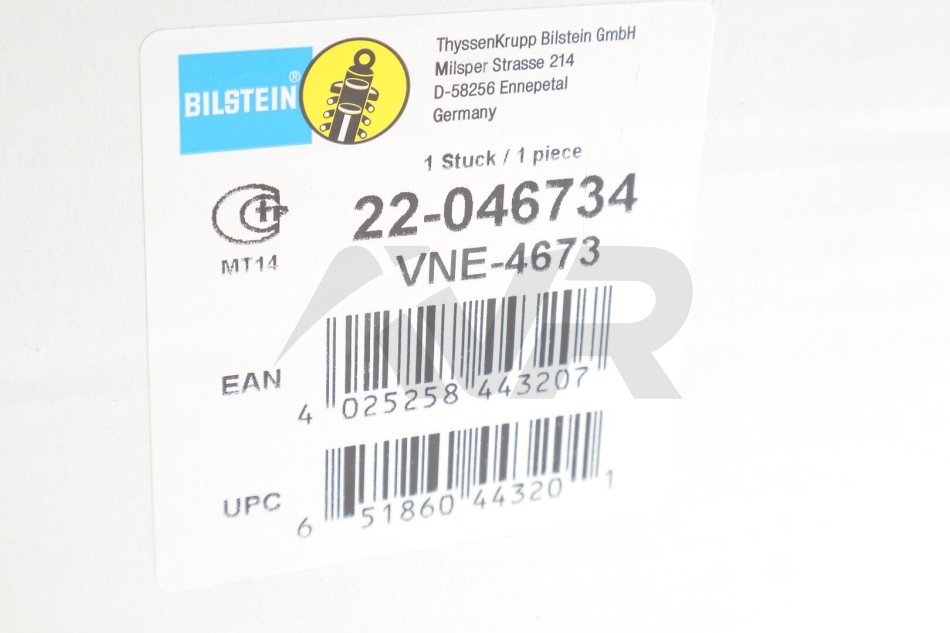 BILSTEIN®
ThyssenKrupp Bilstein GmbH
Milsper Strasse 214
D-58256 Ennepetal
Germany
1 Stuck / 1 piece
22-046734
VNE-4673
MT14
EAN
4 025258 443207
UPC
6 51860 44320 1